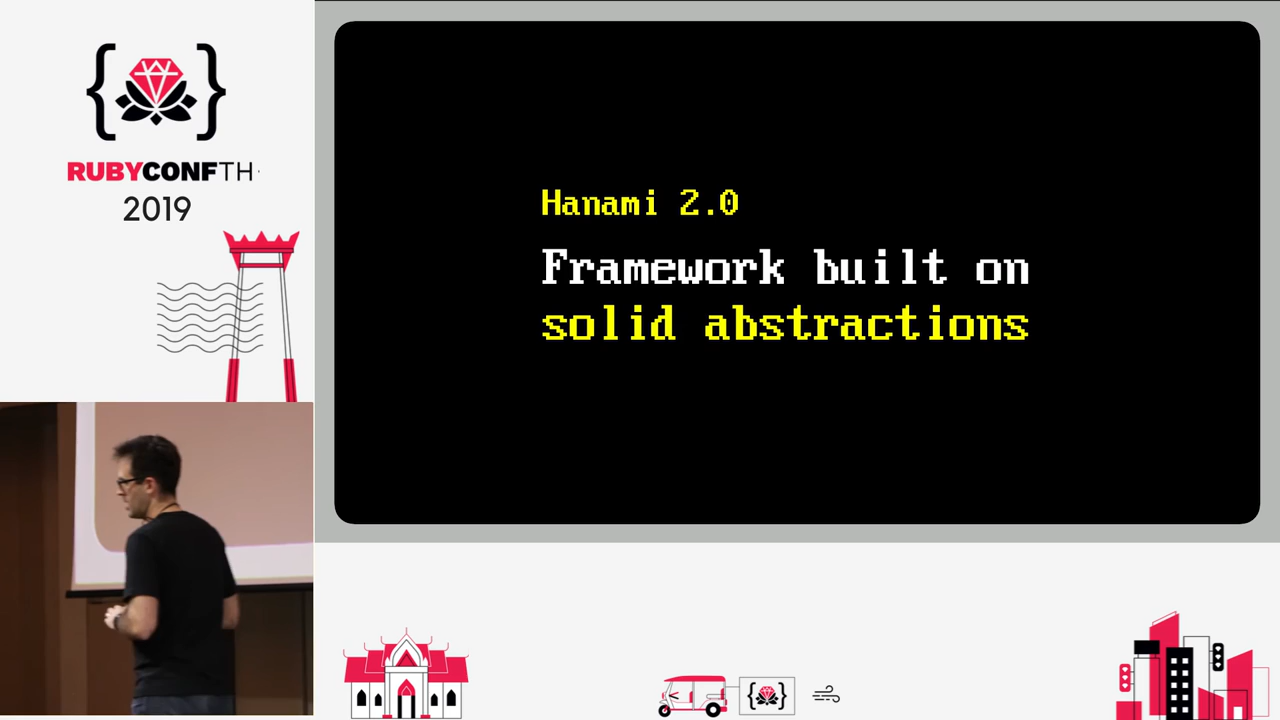 RUBYCONFTH
2019
Hanami 2.0
Framework built on
solid abstractions